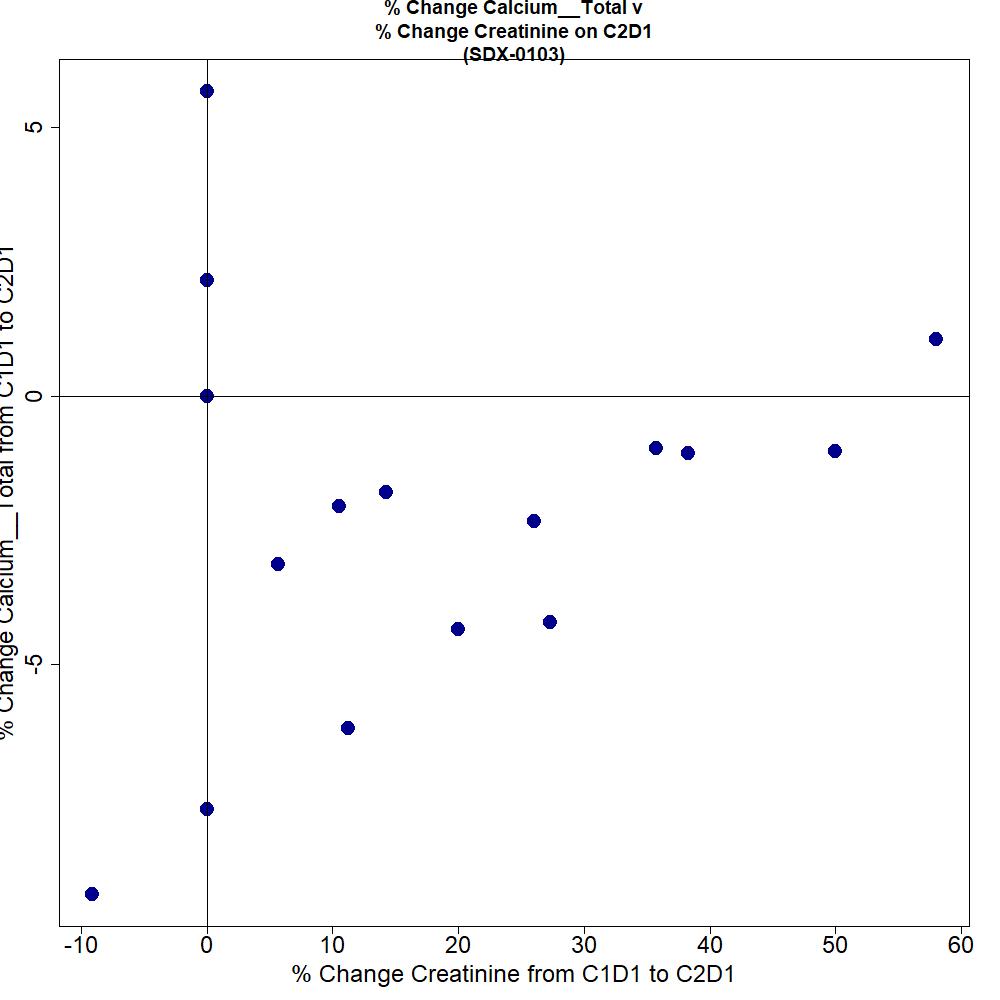 % Change Calcium__Total v
% Change Creatinine on C2D1
(SDX-0103)
% Change Calcium__Total from C1D1 to C2D1
5
0
-5
-10 0 10 20 30 40 50 60
% Change Creatinine from C1D1 to C2D1